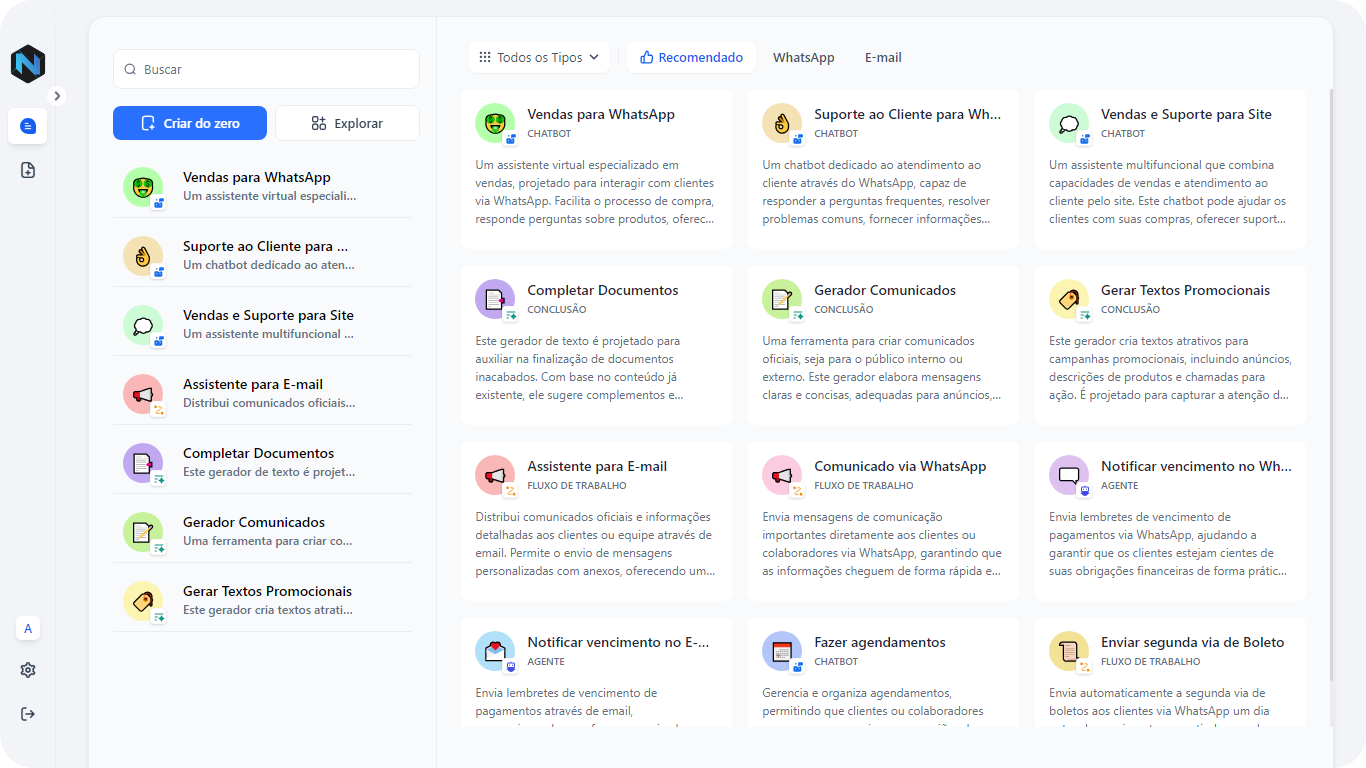 Buscar
Criar do zero
Explorar
Vendas para WhatsApp
Um assistente virtual especiali...
Suporte ao Cliente para ...
Um chatbot dedicado ao aten...
Vendas e Suporte para Site
Um assistente multifuncional ...
Assistente para E-mail
Distribui comunicados oficiais...
Completar Documentos
Este gerador de texto é projet...
Gerador Comunicados
Uma ferramenta para criar co...
Gerar Textos Promocionais
Este gerador cria textos atrati...
A
Todos os Tipos
Recomendado
WhatsApp
E-mail
Vendas para WhatsApp
CHATBOT
Um assistente virtual especializado em
vendas, projetado para interagir com clientes
via WhatsApp. Facilita o processo de compra,
responde perguntas sobre produtos, oferec...
Suporte ao Cliente para Wh...
CHATBOT
Um chatbot dedicado ao atendimento ao
cliente através do WhatsApp, capaz de
responder a perguntas frequentes, resolver
problemas comuns, fornecer informações...
Vendas e Suporte para Site
CHATBOT
Um assistente multifuncional que combina
capacidades de vendas e atendimento ao
cliente pelo site. Este chatbot pode ajudar os
clientes com suas compras, oferecer suport...
Completar Documentos
CONCLUSÃO
Este gerador de texto é projetado para
auxiliar na finalização de documentos
inacabados. Com base no conteúdo já
existente, ele sugere complementos e...
Gerador Comunicados
CONCLUSÃO
Uma ferramenta para criar comunicados
oficiais, seja para o público interno ou
externo. Este gerador elabora mensagens
claras e concisas, adequadas para anúncios,...
Gerar Textos Promocionais
CONCLUSÃO
Este gerador cria textos atrativos para
campanhas promocionais, incluindo anúncios,
descrições de produtos e chamadas para
ação. É projetado para capturar a atenção d...
Assistente para E-mail
FLUXO DE TRABALHO
Distribui comunicados oficiais e informações
detalhadas aos clientes ou equipe através de
email. Permite o envio de mensagens
personalizadas com anexos, oferecendo um...
Comunicado via WhatsApp
FLUXO DE TRABALHO
Envia mensagens de comunicação
importantes diretamente aos clientes ou
colaboradores via WhatsApp, garantindo que
as informações cheguem de forma rápida e...
Notificar vencimento no Wh...
AGENTE
Envia lembretes de vencimento de
pagamentos via WhatsApp, ajudando a
garantir que os clientes estejam cientes de
suas obrigações financeiras de forma prátic...
Notificar vencimento no E-...
AGENTE
Envia lembretes de vencimento de
pagamentos através de email,
Fazer agendamentos
CHATBOT
Gerencia e organiza agendamentos,
permitindo que clientes ou colaboradores
Enviar segunda via de Boleto
FLUXO DE TRABALHO
Envia automaticamente a segunda via de
boletos aos clientes via WhatsApp um dia